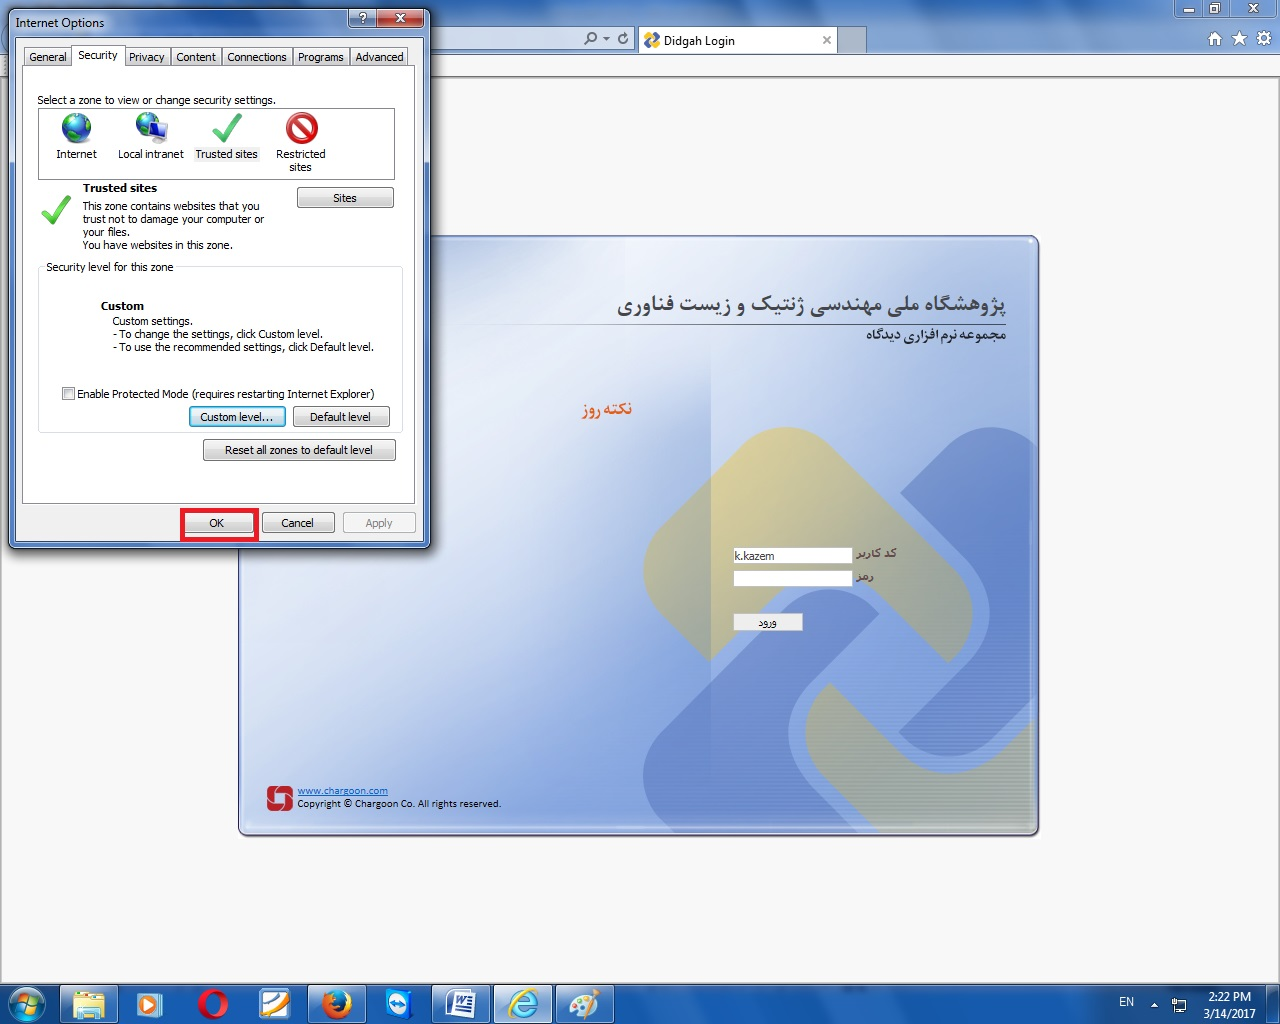 Internet Options
Didgah Login
General Security Privacy Content Connections Programs Advanced
Select a zone to view or change security settings.
Internet
Local intranet
Trusted sites
Restricted
sites
Trusted sites
This zone contains websites that you
trust not to damage your computer or
your files.
You have websites in this zone.
Sites
Security level for this zone
Custom
Custom settings.
- To change the settings, click Custom level.
- To use the recommended settings, click Default level.
Enable Protected Mode (requires restarting Internet Explorer)
Custom level...
Default level
Reset all zones to default level
OK
Cancel
Apply
پژوهشگاه ملی مهندسی ژنتیک و زیست فناوری
مجموعه نرم افزاری دیدگاه
نکته روز
k.kazem
کد کاربر
رمز
ورود
www.chargoon.com
Copyright © Chargoon Co. All rights reserved.
EN
2:22 PM
3/14/2017